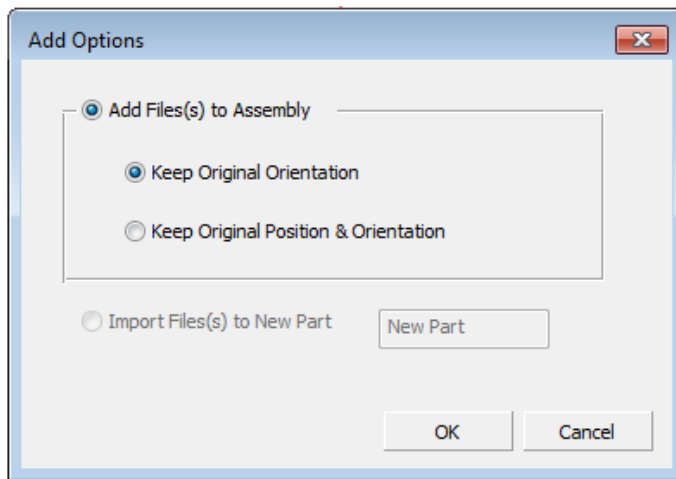 Add Options
Add Files(s) to Assembly
Keep Original Orientation
Keep Original Position & Orientation
Import Files(s) to New Part
New Part
OK
Cancel